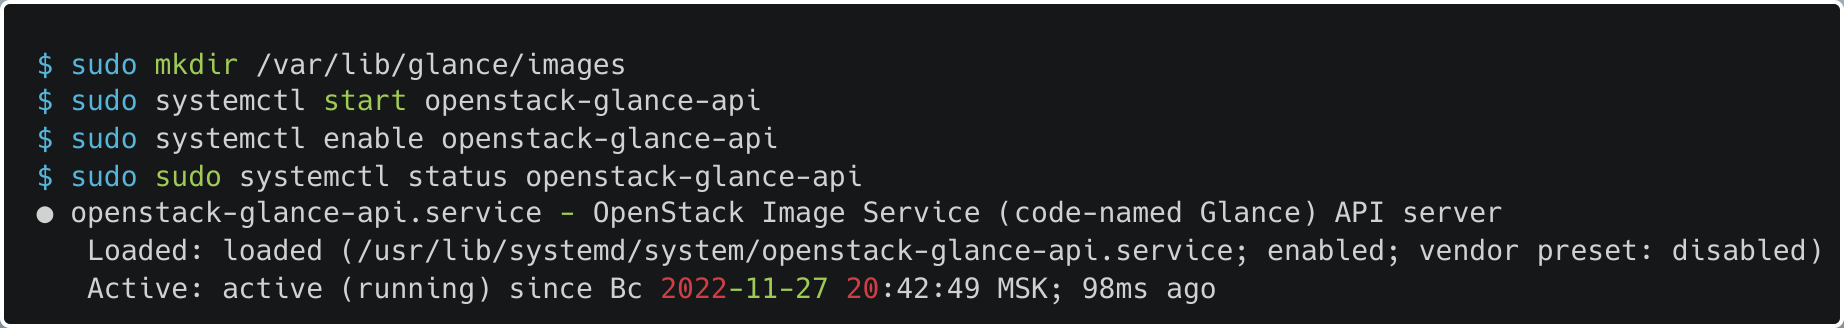 $ sudo mkdir /var/lib/glance/images
$ sudo systemctl start openstack-glance-api
$ sudo systemctl enable openstack-glance-api
$ sudo sudo systemctl status openstack-glance-api
● openstack-glance-api.service - OpenStack Image Service (code-named Glance) API server
   Loaded: loaded (/usr/lib/systemd/system/openstack-glance-api.service; enabled; vendor preset: disabled)
   Active: active (running) since Вс 2022-11-27 20:42:49 MSK; 98ms ago